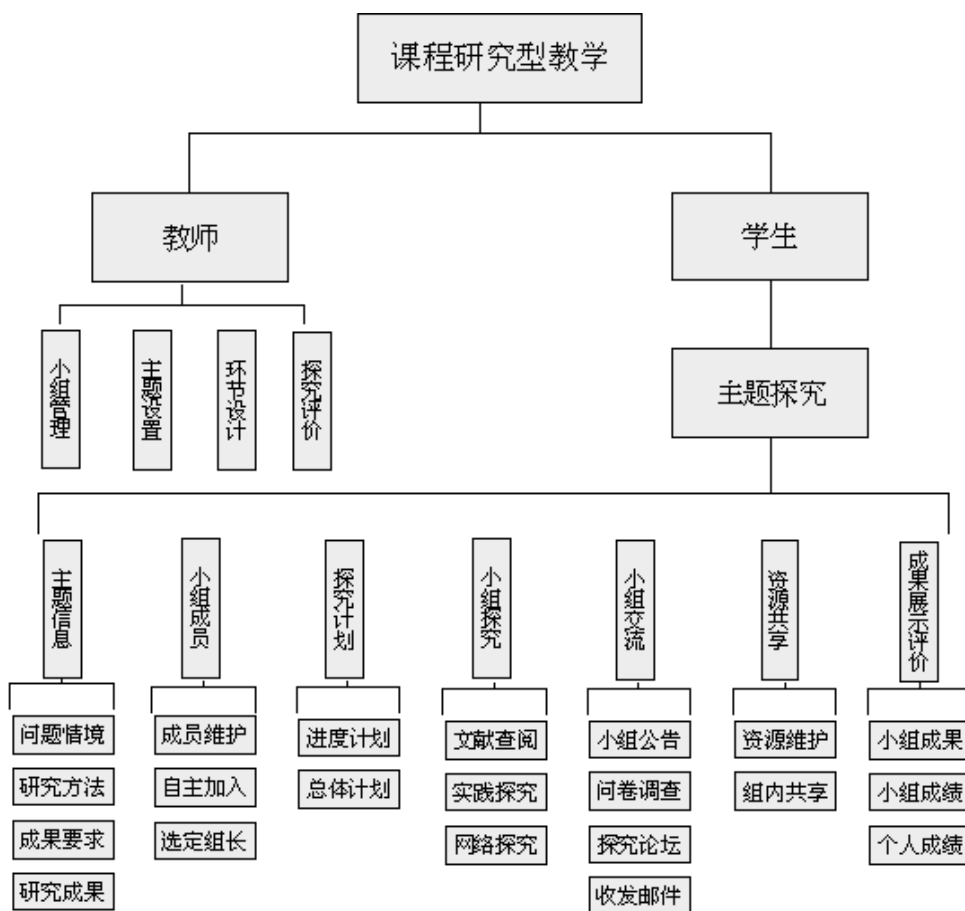 课程研究型教学
教师
学生
小组管理
主题设置
环节设计
探究评价
主题探究
主题信息
小组成员
探究计划
小组探究
小组交流
资源共享
成果展示评价
问题情境
成员维护
进度计划
文献查阅
小组公告
资源维护
小组成果
研究方法
自主加入
总体计划
实践探究
问卷调查
组内共享
小组成绩
成果要求
选定组长
网络探究
探究论坛
个人成绩
研究成果
收发邮件